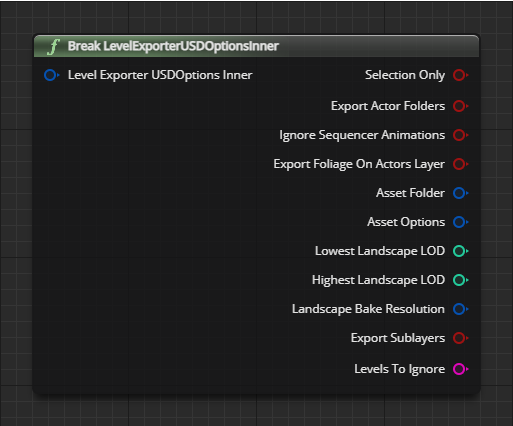 f Break LevelExporterUSDOptionsInner
Level Exporter USDOptions Inner
Selection Only
Export Actor Folders
Ignore Sequencer Animations
Export Foliage On Actors Layer
Asset Folder
Asset Options
Lowest Landscape LOD
Highest Landscape LOD
Landscape Bake Resolution
Export Sublayers
Levels To Ignore